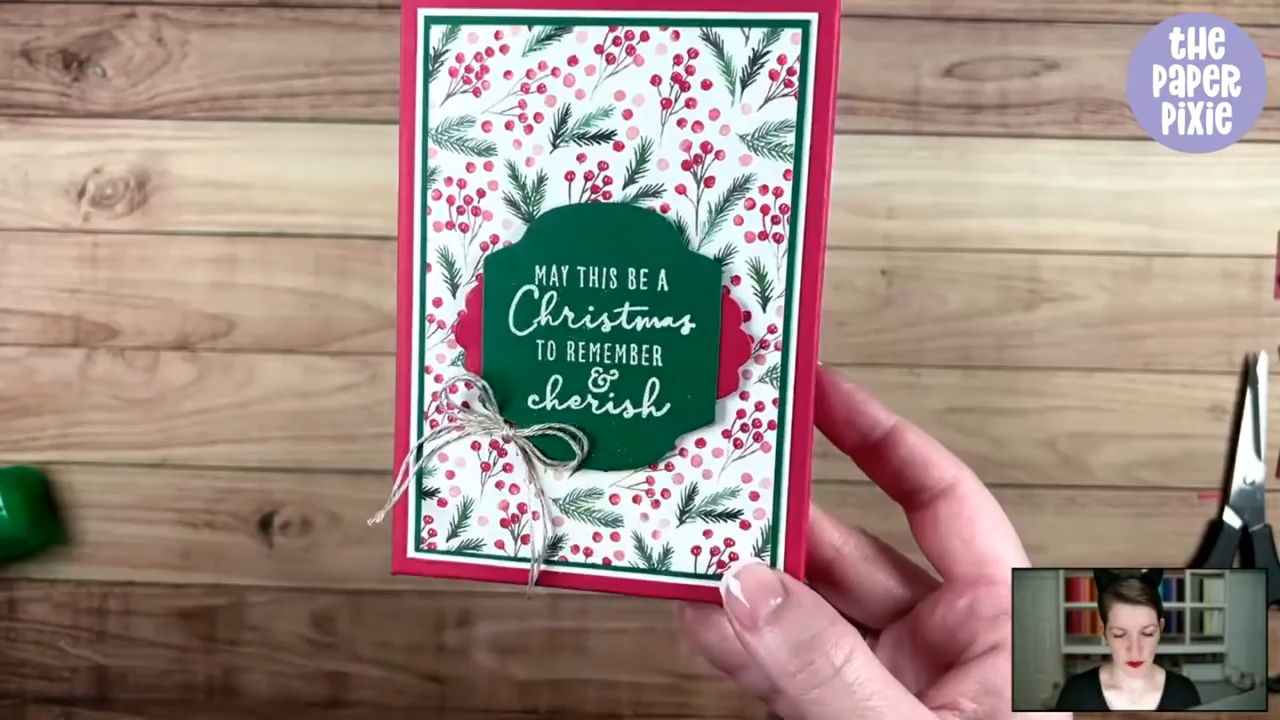 the
PAPER
PiXie
MAY THIS BE A
Christmas
TO REMEMBER
&
cherish